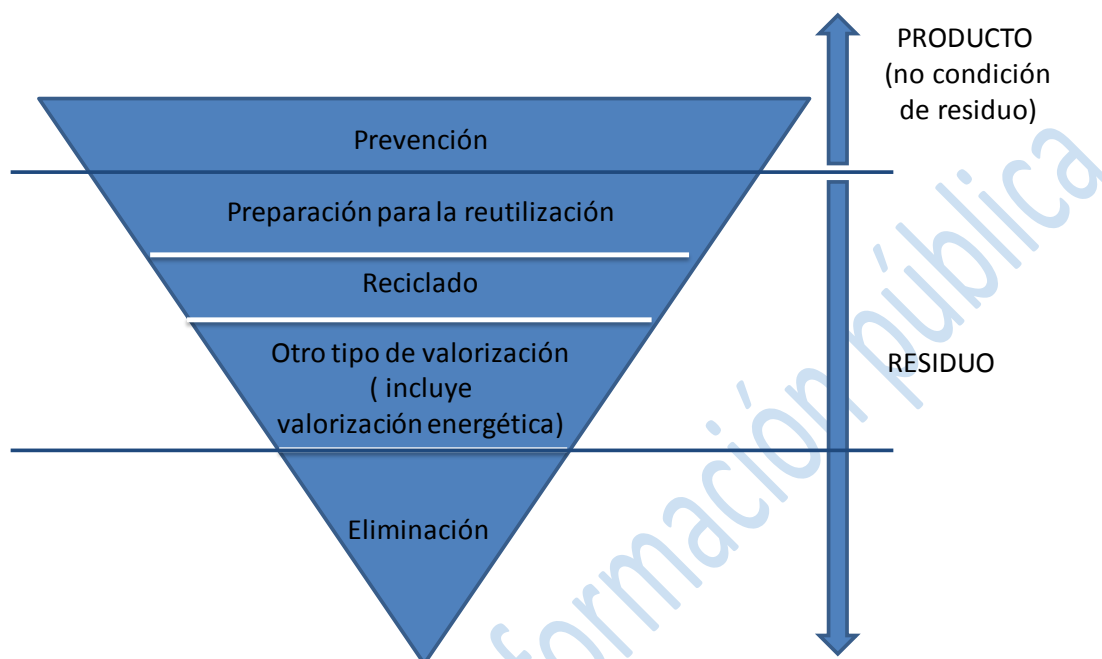 PRODUCTO
(no condición
de residuo)
Prevención
Preparación para la reutilización
Reciclado
Otro tipo de valorización
( incluye
valorización energética)
RESIDUO
Eliminación
formación pública